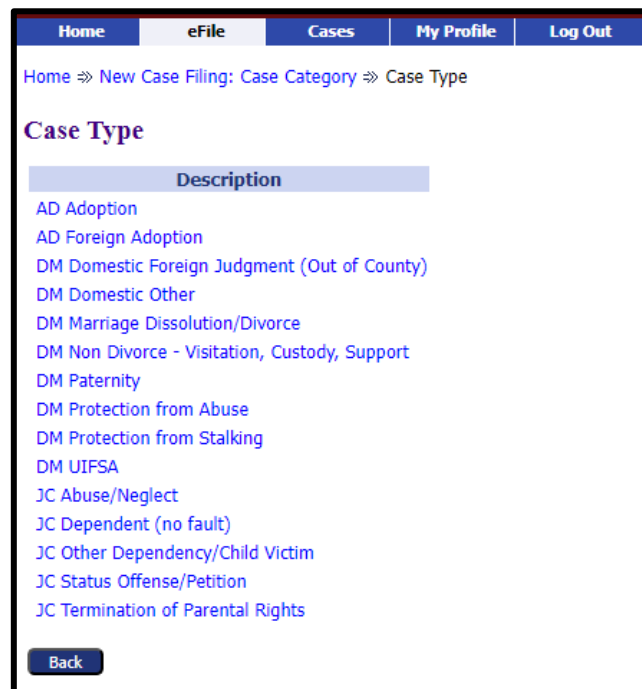 Home eFile Cases My Profile Log Out
Home ⇒ New Case Filing: Case Category ⇒ Case Type
Case Type
Description
AD Adoption
AD Foreign Adoption
DM Domestic Foreign Judgment (Out of County)
DM Domestic Other
DM Marriage Dissolution/Divorce
DM Non Divorce - Visitation, Custody, Support
DM Paternity
DM Protection from Abuse
DM Protection from Stalking
DM UIFSA
JC Abuse/Neglect
JC Dependent (no fault)
JC Other Dependency/Child Victim
JC Status Offense/Petition
JC Termination of Parental Rights
Back